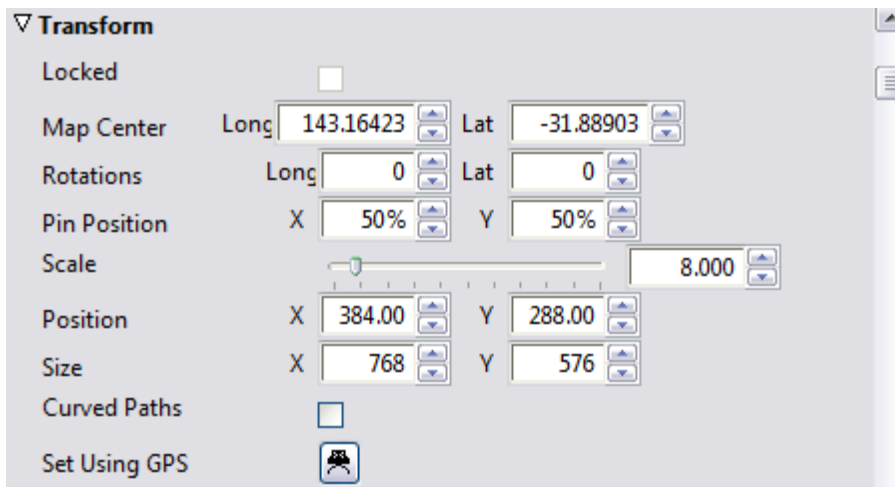 Transform
Locked
Map Center Long 143.16423 Lat -31.88903
Rotations Long 0 Lat 0
Pin Position X 50% Y 50%
Scale 8.000
Position X 384.00 Y 288.00
Size X 768 Y 576
Curved Paths
Set Using GPS